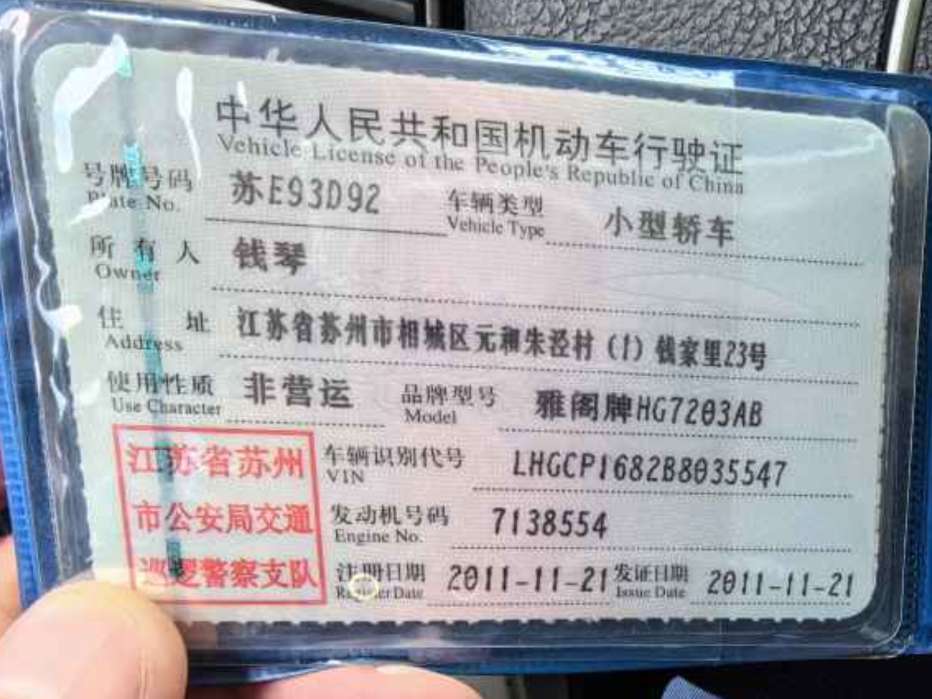 中华人民共和国机动车行驶证
Vehicle License of the People's Republic of China
号牌号码 苏E93D92 车辆类型 小型轿车
Plate No. Vehicle Type
所有人 钱琴
Owner
住址 江苏省苏州市相城区元和朱泾村（1）钱家里23号
Address
使用性质 非营运 品牌型号 雅阁牌HG7203AB
Use Character Model
江苏省苏州 车辆识别代号 LHGCP1682B8035547
VIN
市公安局交通 发动机号码 7138554
Engine No.
巡逻警察支队 注册日期 2011-11-21 发证日期 2011-11-21
Register Date Issue Date